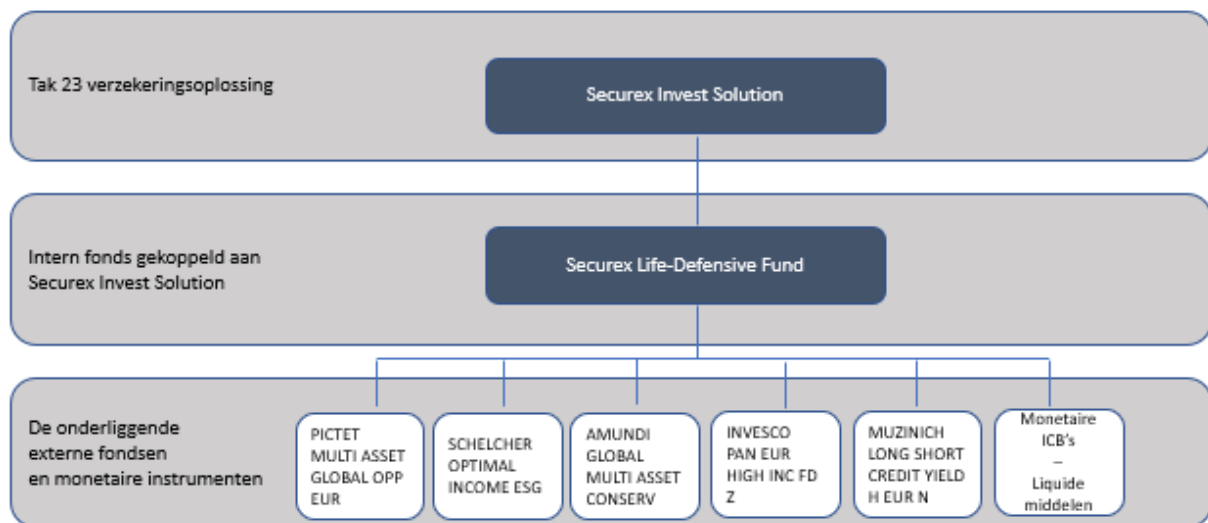 Tak 23 verzekeringsoplossing
Securex Invest Solution
Intern fonds gekoppeld aan
Securex Invest Solution
Securex Life-Defensive Fund
De onderliggende
externe fondsen
en monetaire instrumenten
PICTET
MULTI ASSET
GLOBAL OPP
EUR
SCHELCHER
OPTIMAL
INCOME ESG
AMUNDI
GLOBAL
MULTI ASSET
CONSERV
INVESCO
PAN EUR
HIGH INC FD
Z
MUZINICH
LONG SHORT
CREDIT YIELD
H EUR N
Monetaire
ICB's
–
Liquide
middelen